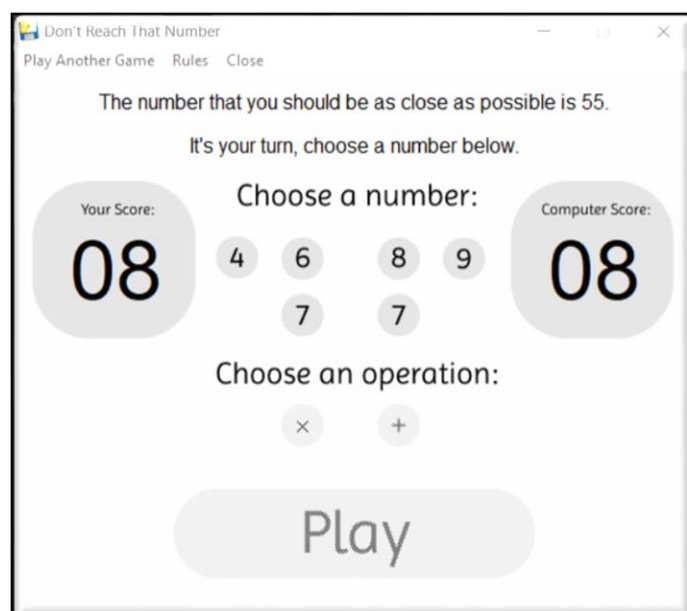 Don't Reach That Number
Play Another Game Rules Close
The number that you should be as close as possible is 55.
It's your turn, choose a number below.
Your Score:
08
Choose a number:
4 6 8 9
7 7
Computer Score:
08
Choose an operation:
× +
Play